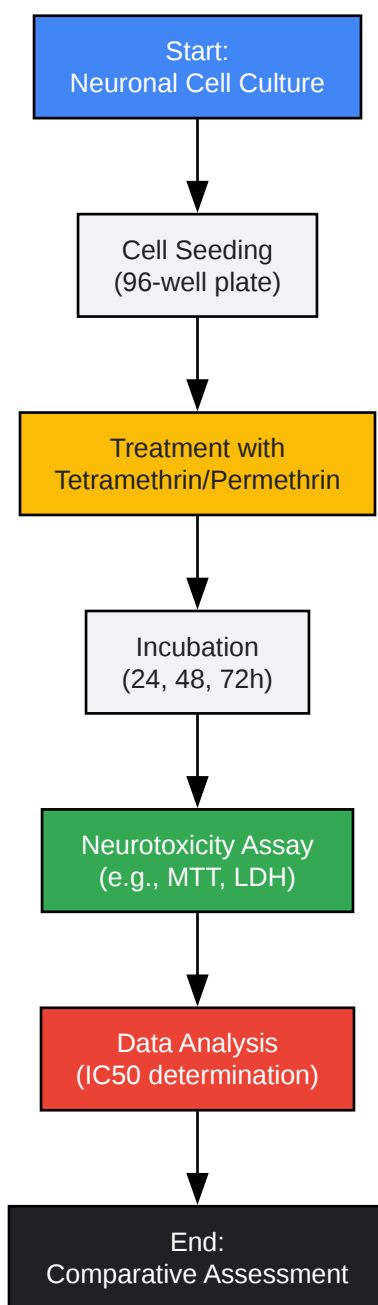 Start:
Neuronal Cell Culture
Cell Seeding
(96-well plate)
Treatment with
Tetramethrin/Permethrin
Incubation
(24, 48, 72h)
Neurotoxicity Assay
(e.g., MTT, LDH)
Data Analysis
(IC50 determination)
End:
Comparative Assessment